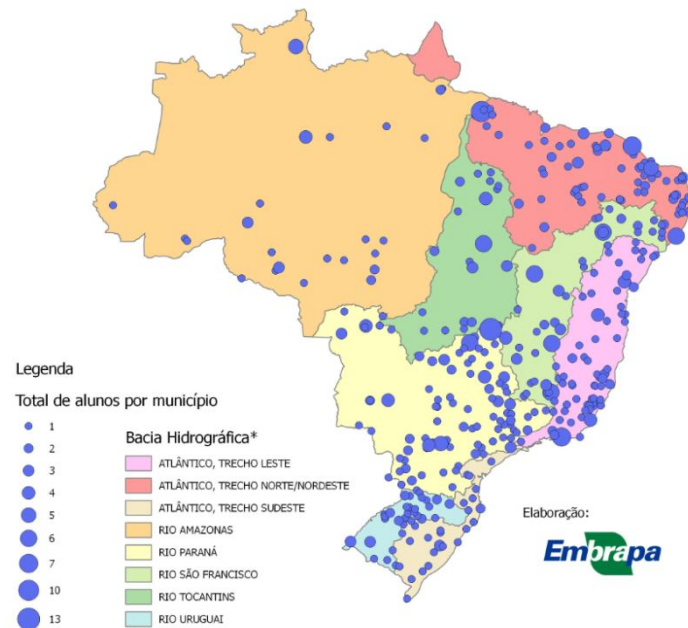 Legenda
Total de alunos por município
1
2
3
4
5
6
7
10
13
Bacia Hidrográfica*
ATLÂNTICO, TRECHO LESTE
ATLÂNTICO, TRECHO NORTE/NORDESTE
ATLÂNTICO, TRECHO SUDESTE
RIO AMAZONAS
RIO PARANÁ
RIO SÃO FRANCISCO
RIO TOCANTINS
RIO URUGUAI
Elaboração:
Embrapa